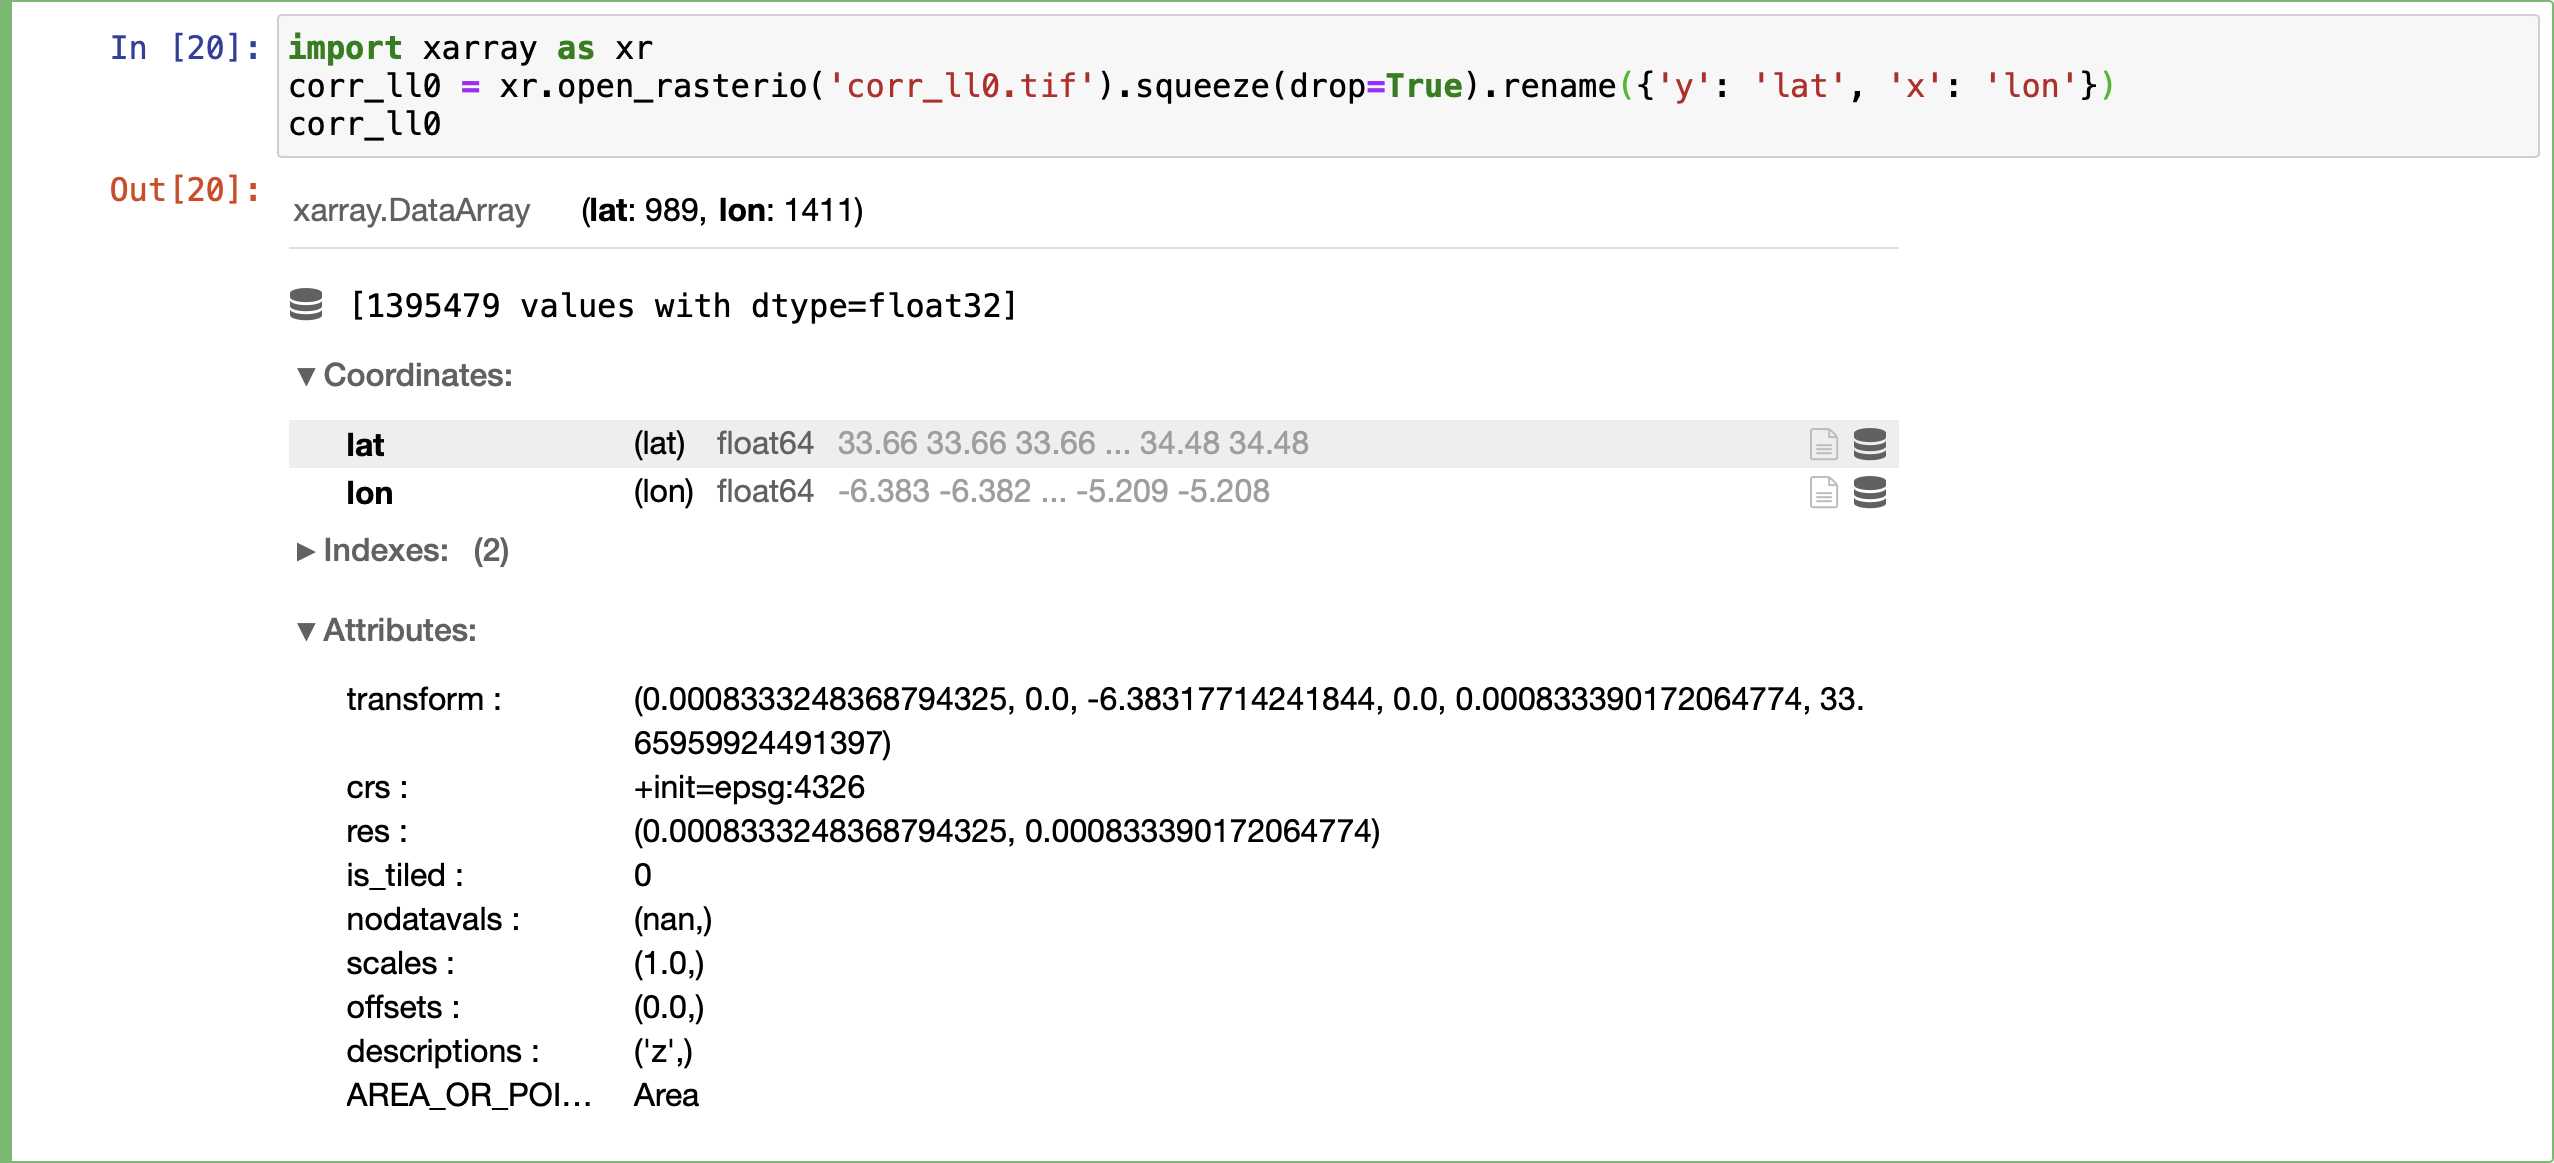 In [20]: import xarray as xr
corr_ll0 = xr.open_rasterio('corr_ll0.tif').squeeze(drop=True).rename({'y': 'lat', 'x': 'lon'})
corr_ll0
Out[20]:
xarray.DataArray (lat: 989, lon: 1411)
[1395479 values with dtype=float32]
▼ Coordinates:
lat (lat) float64 33.66 33.66 33.66 ... 34.48 34.48
lon (lon) float64 -6.383 -6.382 ... -5.209 -5.208
► Indexes: (2)
▼ Attributes:
transform : (0.0008333248368794325, 0.0, -6.38317714241844, 0.0, 0.000833390172064774, 33.
65959924491397)
crs : +init=epsg:4326
res : (0.0008333248368794325, 0.000833390172064774)
is_tiled : 0
nodatavals : (nan,)
scales : (1.0,)
offsets : (0.0,)
descriptions : ('z',)
AREA_OR_POI... Area